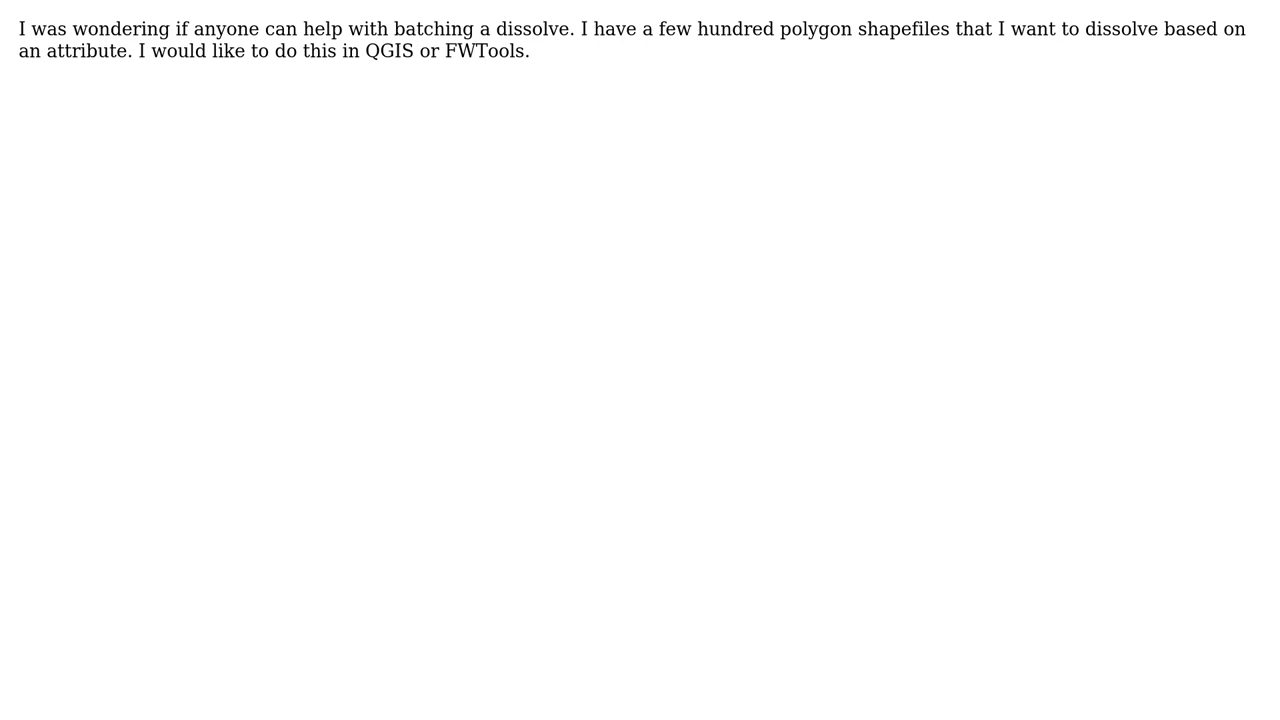 I was wondering if anyone can help with batching a dissolve. I have a few hundred polygon shapefiles that I want to dissolve based on
an attribute. I would like to do this in QGIS or FWTools.